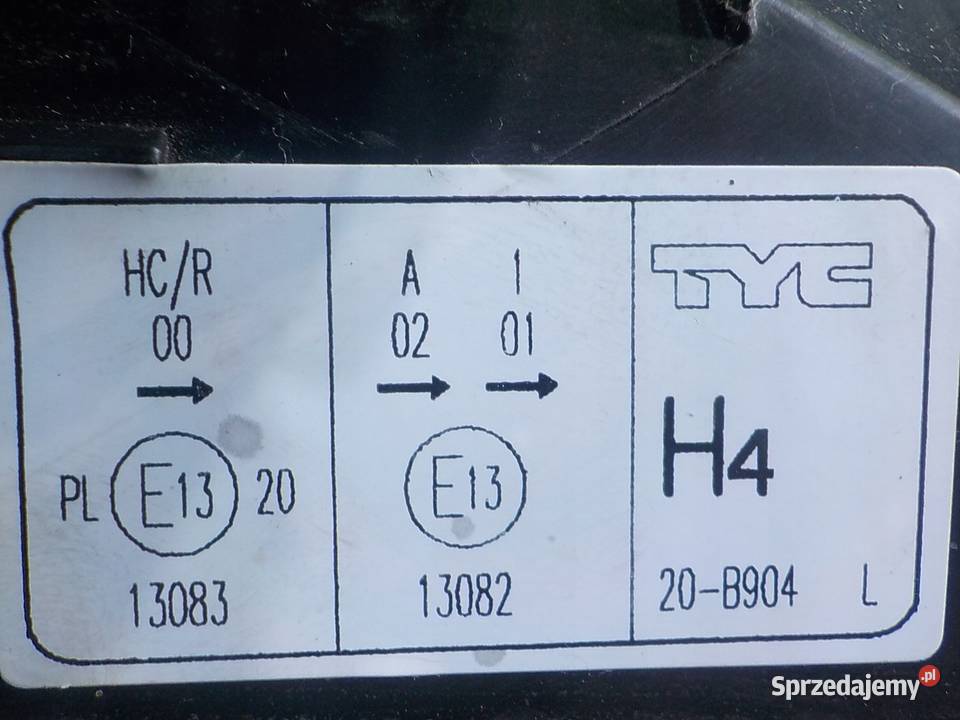 HC/R
00
→
PL E13 20
13083
A 1
02 01
→ →
E13
13082
TYC
H4
20-B904 L
Sprzedajemy.pl